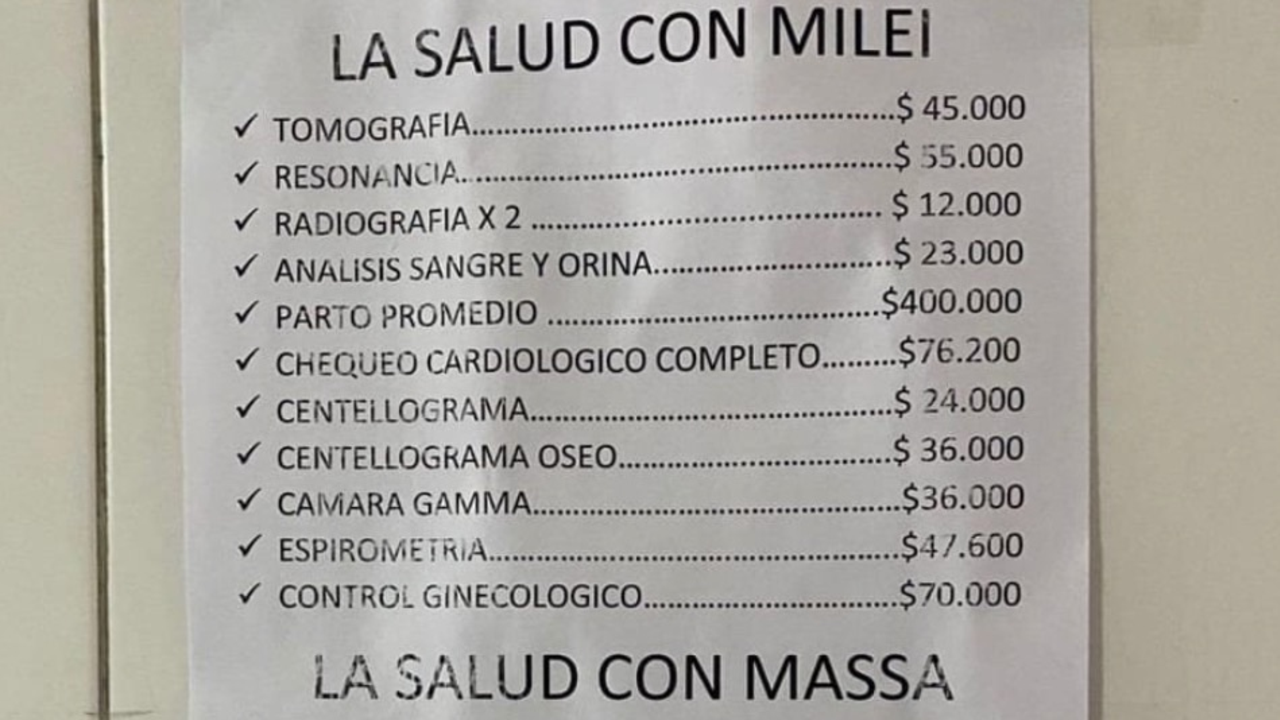 LA SALUD CON MILEI
✓ TOMOGRAFIA..........................................................$ 45.000
✓ RESONANCIA..........................................................$ 55.000
✓ RADIOGRAFIA X 2 .......................................... $ 12.000
✓ ANALISIS SANGRE Y ORINA.............................$ 23.000
✓ PARTO PROMEDIO ........................................$400.000
✓ CHEQUEO CARDIOLOGICO COMPLETO.........$76.200
✓ CENTELLOGRAMA............................................$ 24.000
✓ CENTELLOGRAMA OSEO.................................$ 36.000
✓ CAMARA GAMMA............................................$36.000
✓ ESPIROMETRIA..................................................$47.600
✓ CONTROL GINECOLOGICO...............................$70.000
LA SALUD CON MASSA